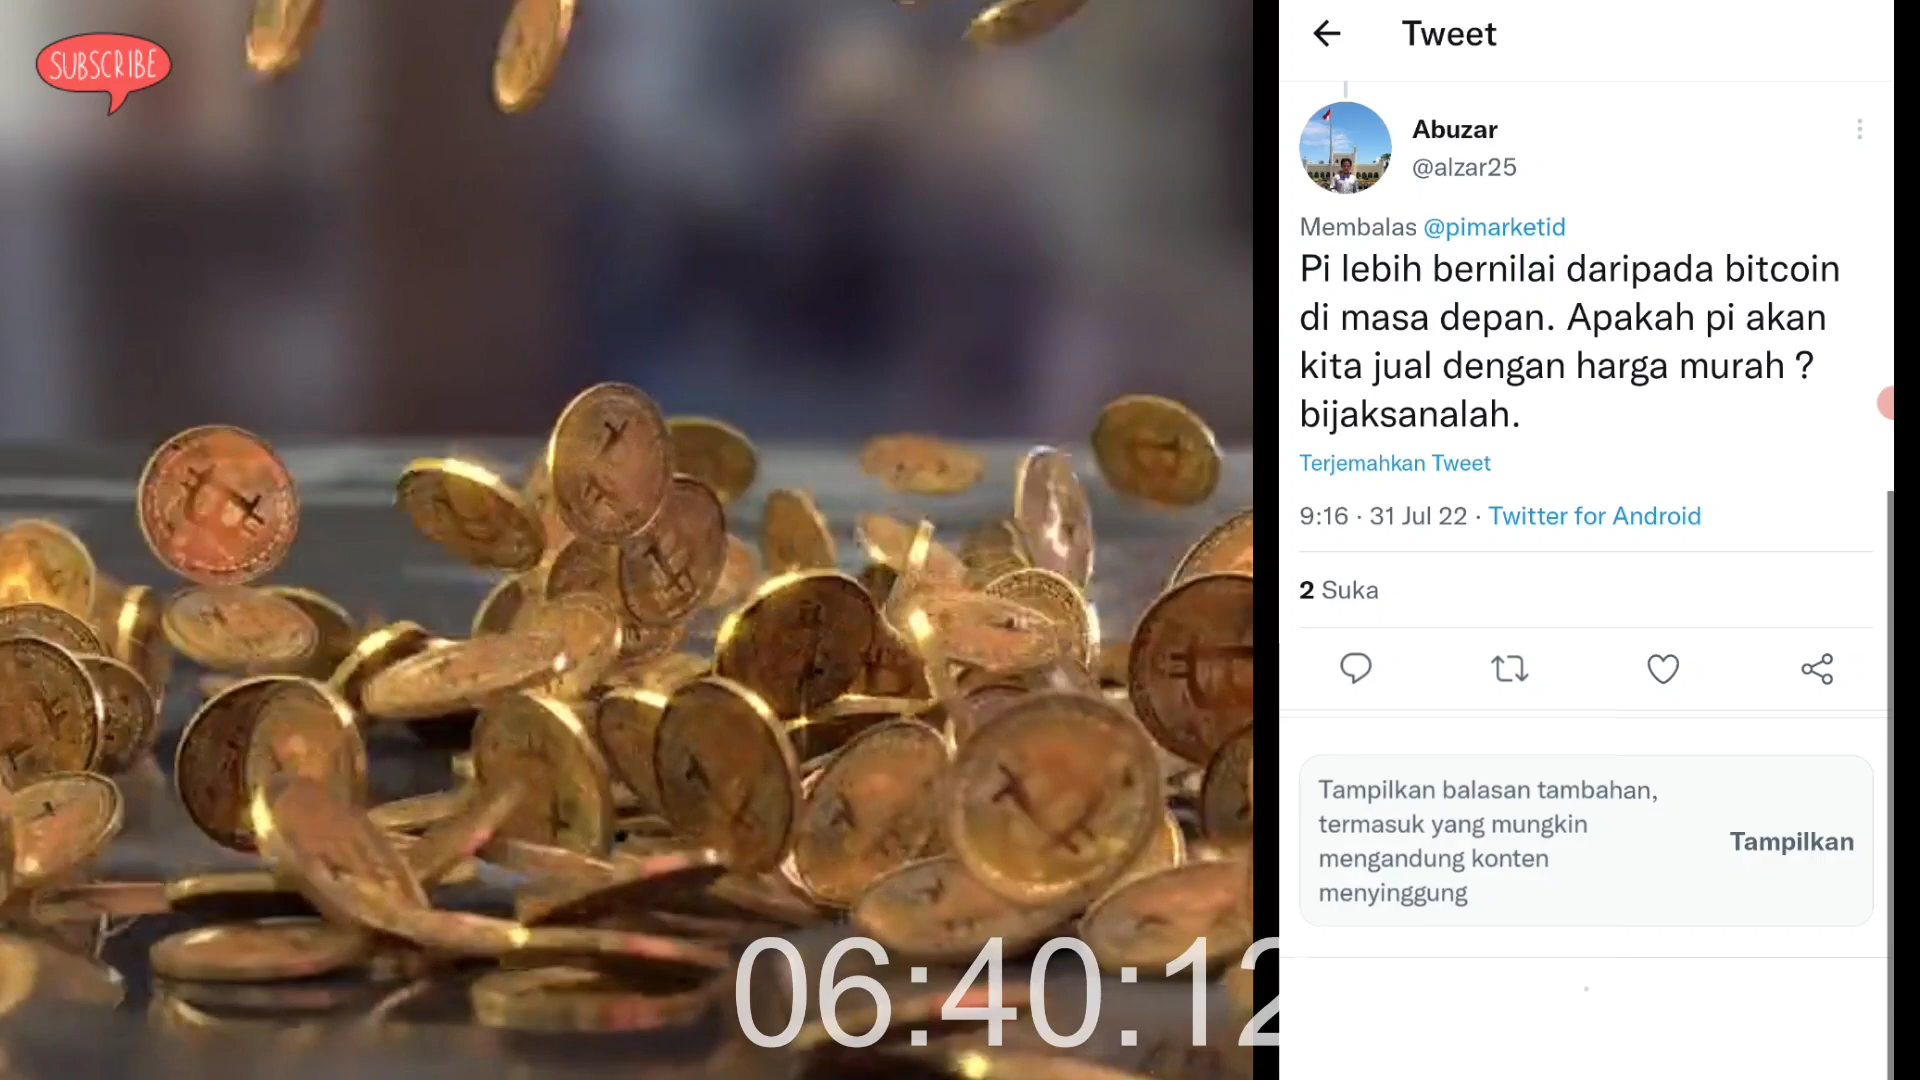 SUBSCRIBE
Tweet
Abuzar
@alzar25
Membalas @pimarketid
Pi lebih bernilai daripada bitcoin
di masa depan. Apakah pi akan
kita jual dengan harga murah ?
bijaksanalah.
Terjemahkan Tweet
9:16 · 31 Jul 22 · Twitter for Android
2 Suka
Tampilkan balasan tambahan,
termasuk yang mungkin
mengandung konten
menyinggung
Tampilkan
06:40:12